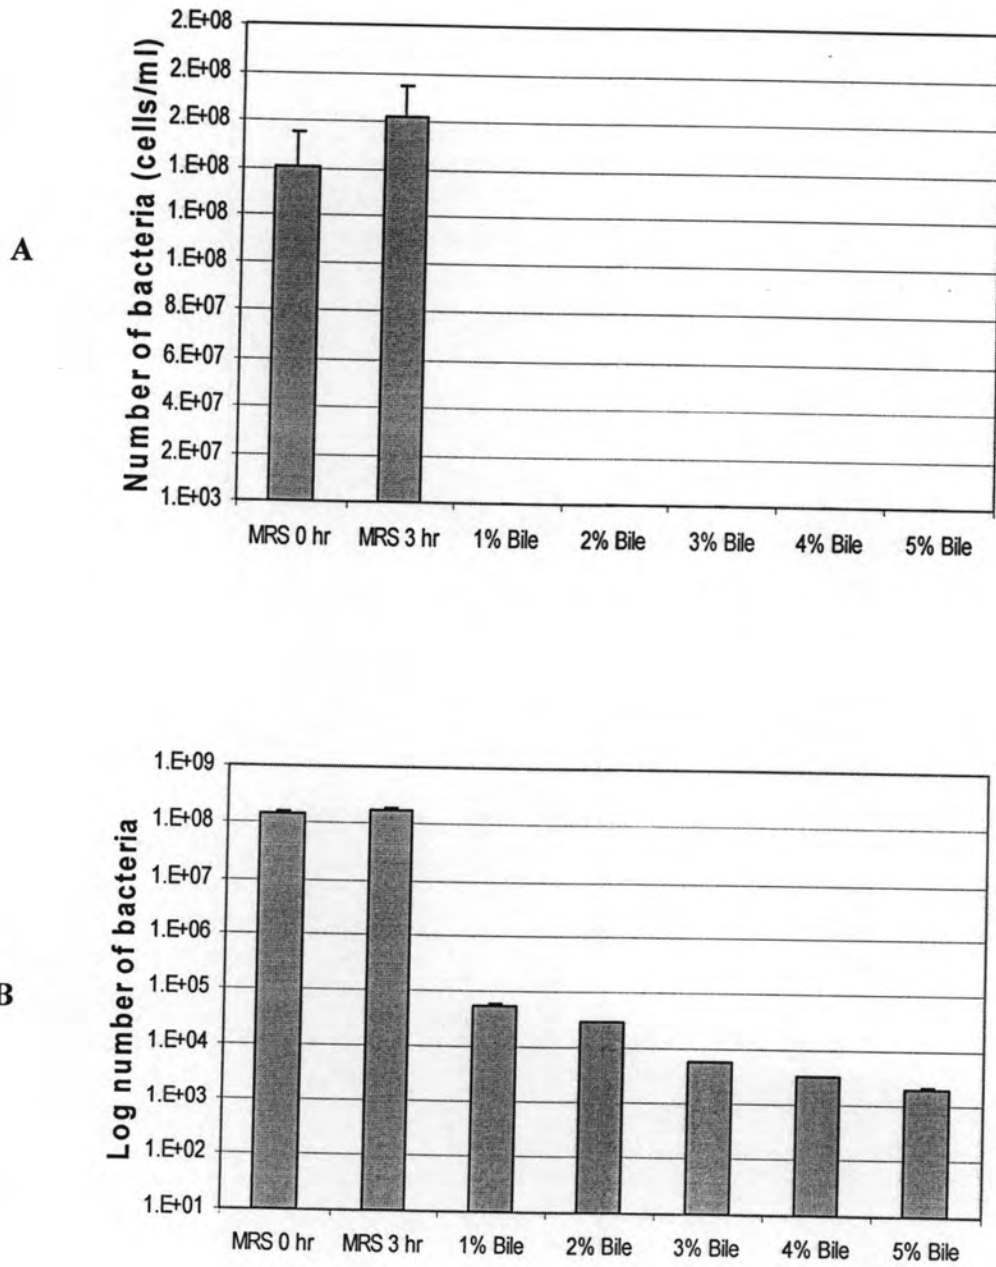 A
Number of bacteria (cells/ml)
2.E+08
2.E+08
2.E+08
1.E+08
1.E+08
1.E+08
8.E+07
6.E+07
4.E+07
2.E+07
1.E+03
MRS 0 hr MRS 3 hr 1% Bile 2% Bile 3% Bile 4% Bile 5% Bile
B
Log number of bacteria
1.E+09
1.E+08
1.E+07
1.E+06
1.E+05
1.E+04
1.E+03
1.E+02
1.E+01
MRS 0 hr MRS 3 hr 1% Bile 2% Bile 3% Bile 4% Bile 5% Bile